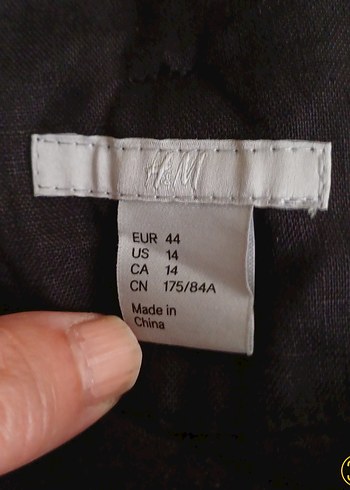 H&M
EUR 44
US 14
CA 14
CN 175/84A
Made in
China